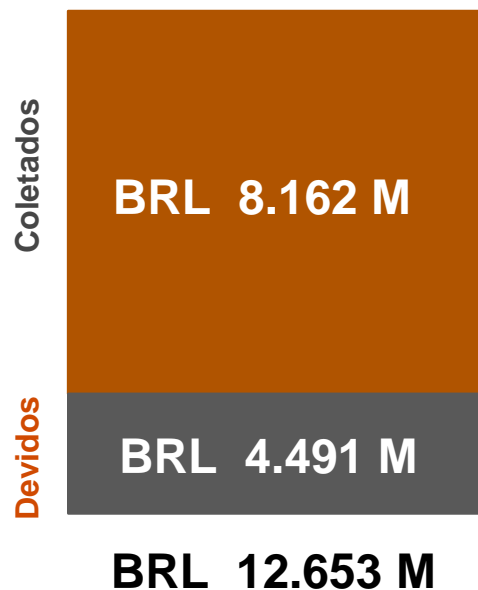 Coletados
BRL 8.162 M
Devidos
BRL 4.491 M
BRL 12.653 M